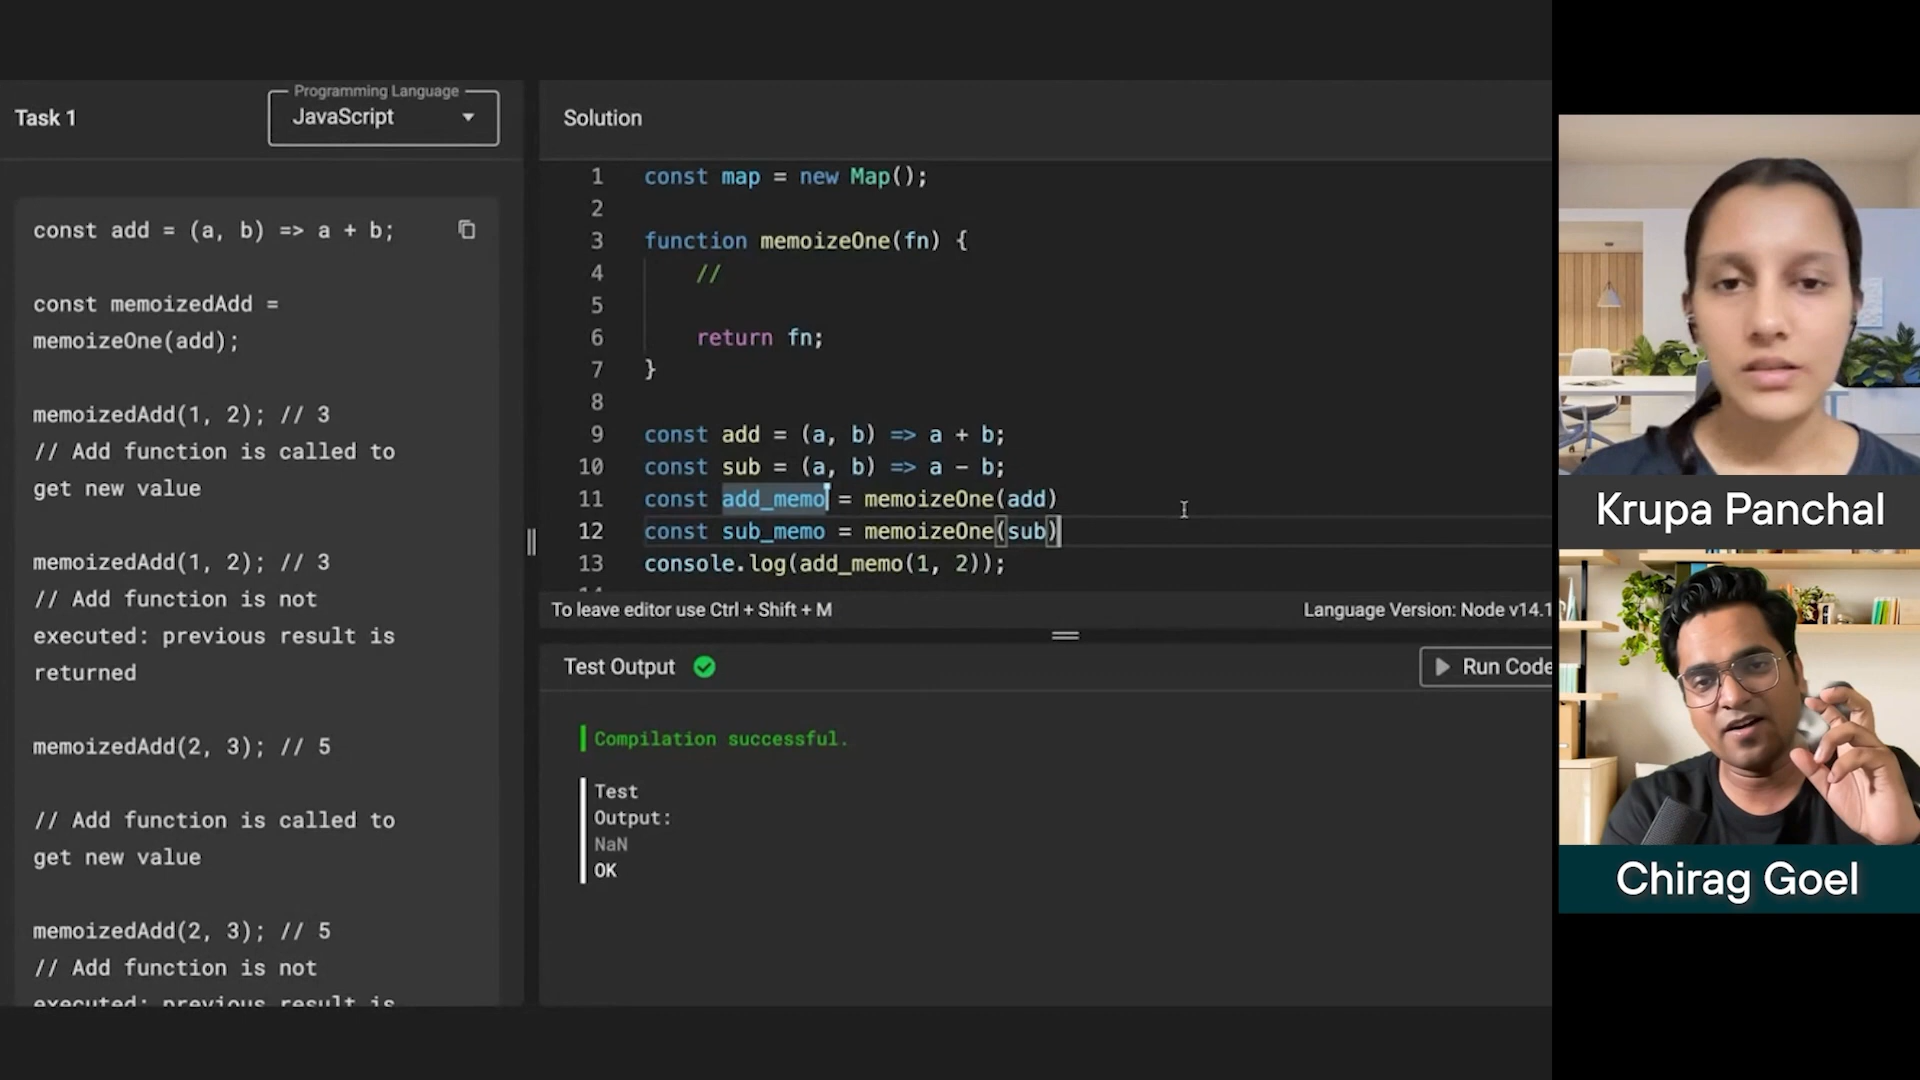 Task 1
Programming Language
JavaScript
const add = (a, b) => a + b;
const memoizedAdd =
memoizeOne(add);
memoizedAdd(1, 2); // 3
// Add function is called to
get new value
memoizedAdd(1, 2); // 3
// Add function is not
executed: previous result is
returned
memoizedAdd(2, 3); // 5
// Add function is called to
get new value
memoizedAdd(2, 3); // 5
// Add function is not
executed: previous result is
Solution
1 const map = new Map();
2
3 function memoizeOne(fn) {
4 //
5
6 return fn;
7 }
8
9 const add = (a, b) => a + b;
10 const sub = (a, b) => a - b;
11 const add_memo = memoizeOne(add)
12 const sub_memo = memoizeOne(sub)
13 console.log(add_memo(1, 2));
To leave editor use Ctrl + Shift + M
Language Version: Node v14.1
Test Output
Run Code
Compilation successful.
Test
Output:
NaN
OK
Krupa Panchal
Chirag Goel